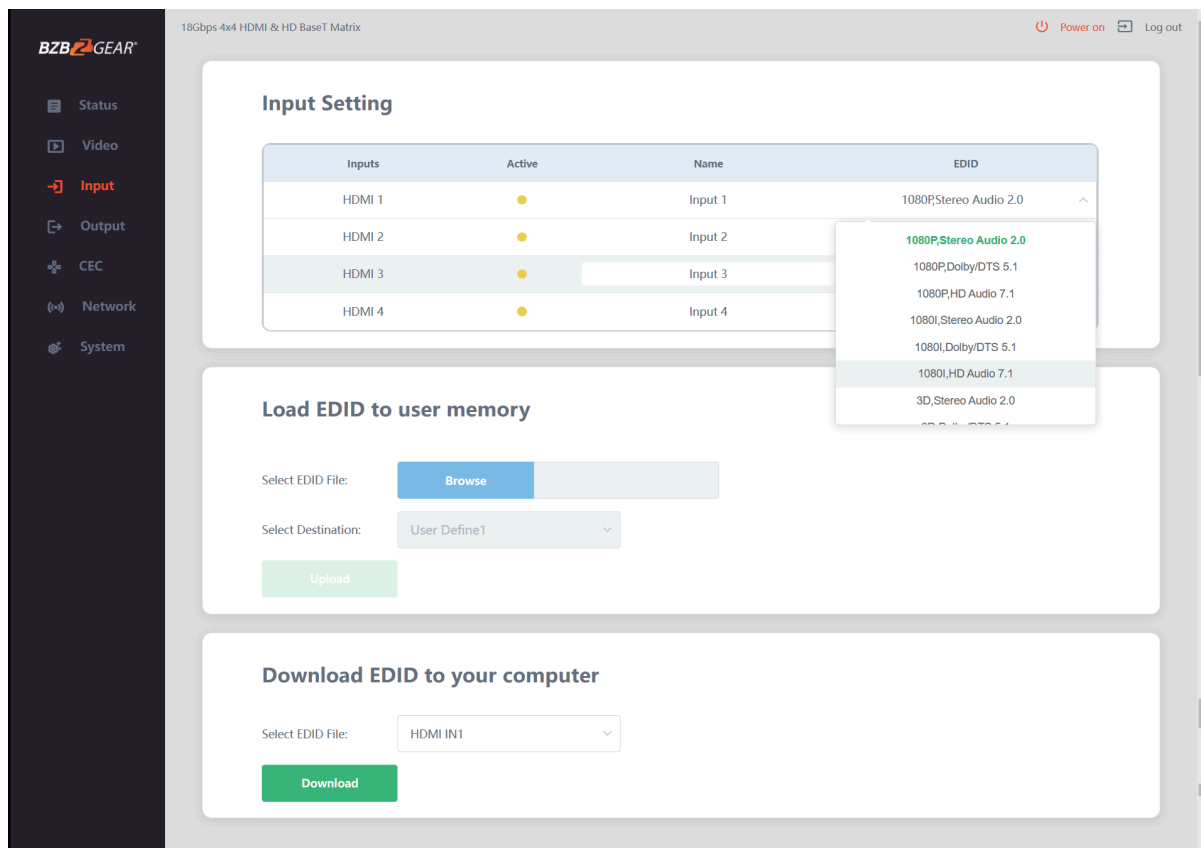 18Gbps 4x4 HDMI & HD BaseT Matrix
Power on
Log out
BZBGEAR®
Status
Video
Input
Output
CEC
Network
System
Input Setting
Inputs Active Name EDID
HDMI 1 Input 1 1080P,Stereo Audio 2.0
HDMI 2 Input 2
HDMI 3 Input 3
HDMI 4 Input 4
1080P,Stereo Audio 2.0
1080P,Dolby/DTS 5.1
1080P,HD Audio 7.1
1080I,Stereo Audio 2.0
1080I,Dolby/DTS 5.1
1080I,HD Audio 7.1
3D,Stereo Audio 2.0
Load EDID to user memory
Select EDID File: Browse
Select Destination: User Define1
Upload
Download EDID to your computer
Select EDID File: HDMI IN1
Download